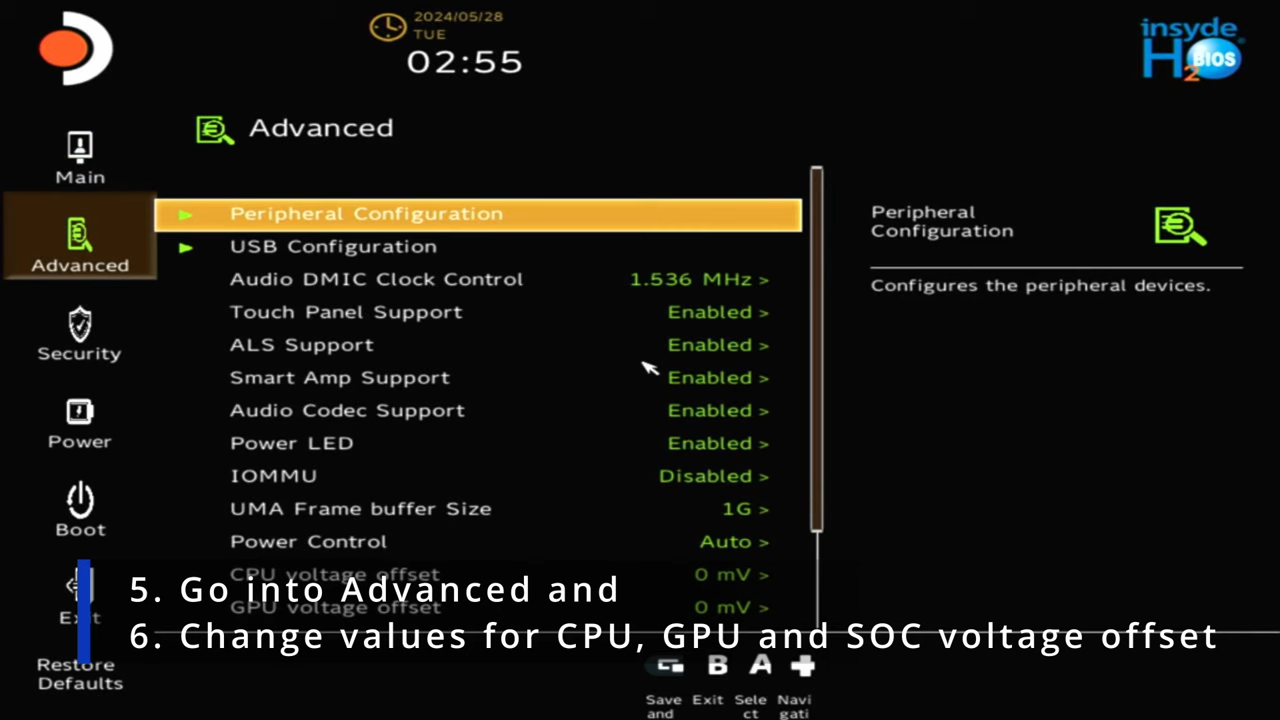 2024/05/28
TUE
02:55
insyde
H2 BIOS
Advanced
Main
Advanced
Security
Power
Boot
Exit
Restore
Defaults
Peripheral Configuration
USB Configuration
Audio DMIC Clock Control 1.536 MHz >
Touch Panel Support Enabled >
ALS Support Enabled >
Smart Amp Support Enabled >
Audio Codec Support Enabled >
Power LED Enabled >
IOMMU Disabled >
UMA Frame buffer Size 1G >
Power Control Auto >
CPU voltage offset 0 mV >
GPU voltage offset 0 mV >
Peripheral
Configuration
Configures the peripheral devices.
5. Go into Advanced and
6. Change values for CPU, GPU and SOC voltage offset
B A
Save Exit Sele Navi
and ct gati